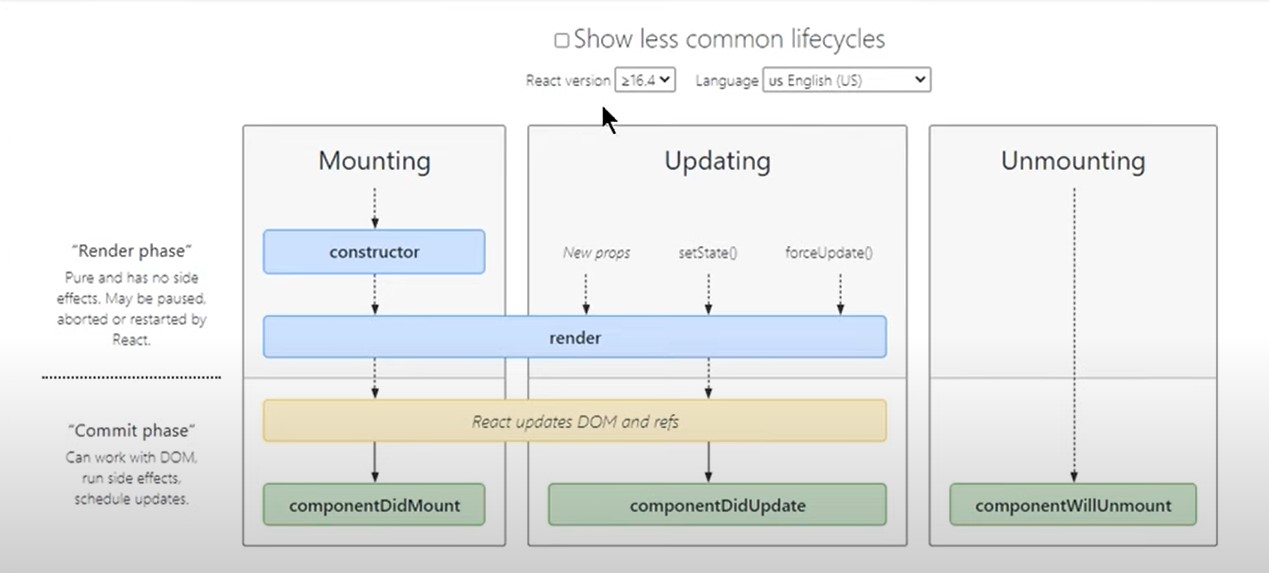 Show less common lifecycles
React version ≥16.4 Language us English (US)
Mounting
Updating
Unmounting
“Render phase”
Pure and has no side
effects. May be paused,
aborted or restarted by
React.
constructor
New props
setState()
forceUpdate()
render
“Commit phase”
Can work with DOM,
run side effects,
schedule updates.
React updates DOM and refs
componentDidMount
componentDidUpdate
componentWillUnmount